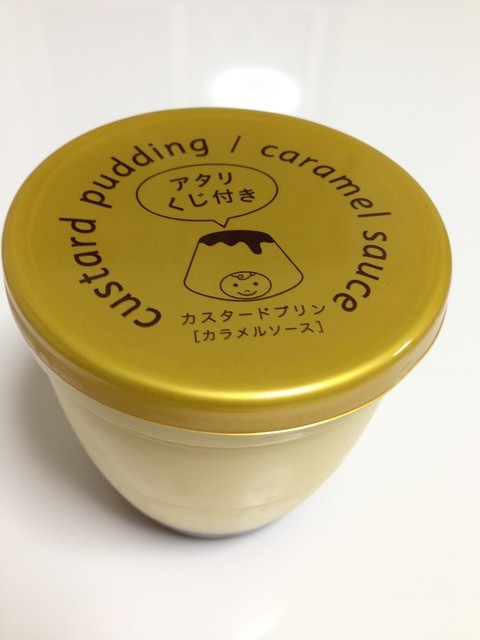 custard pudding / caramel sauce
アタリ
くじ付き
カスタードプリン
[カラメルソース]